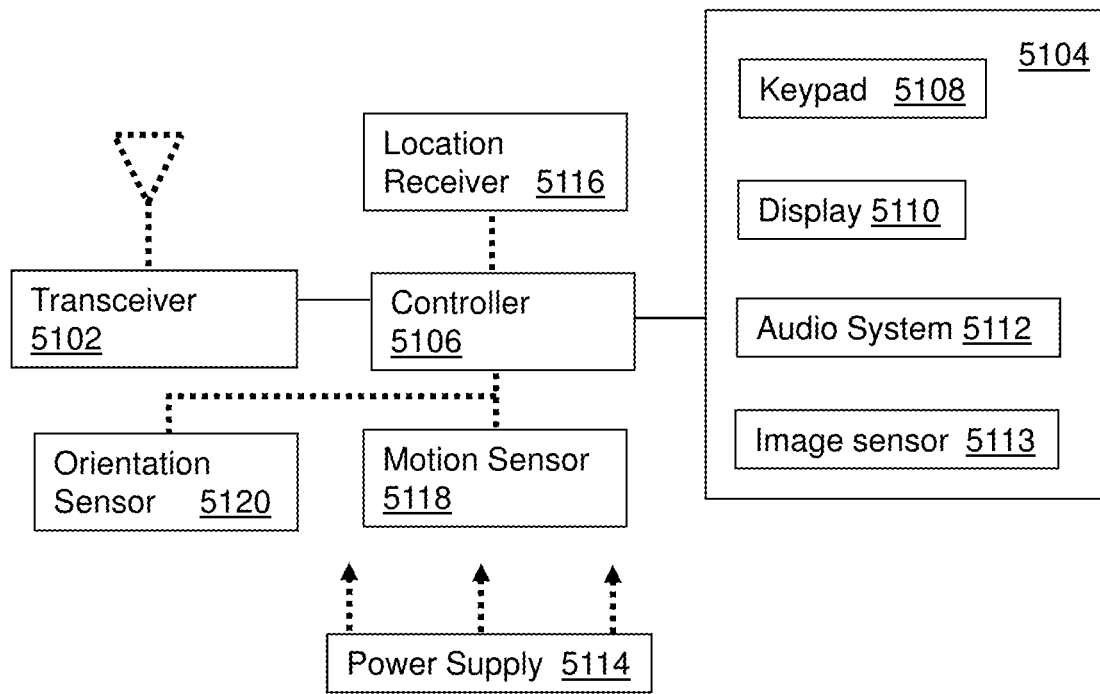 5104
Keypad 5108
Location
Receiver 5116
Display 5110
Transceiver
5102
Controller
5106
Audio System 5112
Orientation
Sensor 5120
Motion Sensor
5118
Image sensor 5113
Power Supply 5114